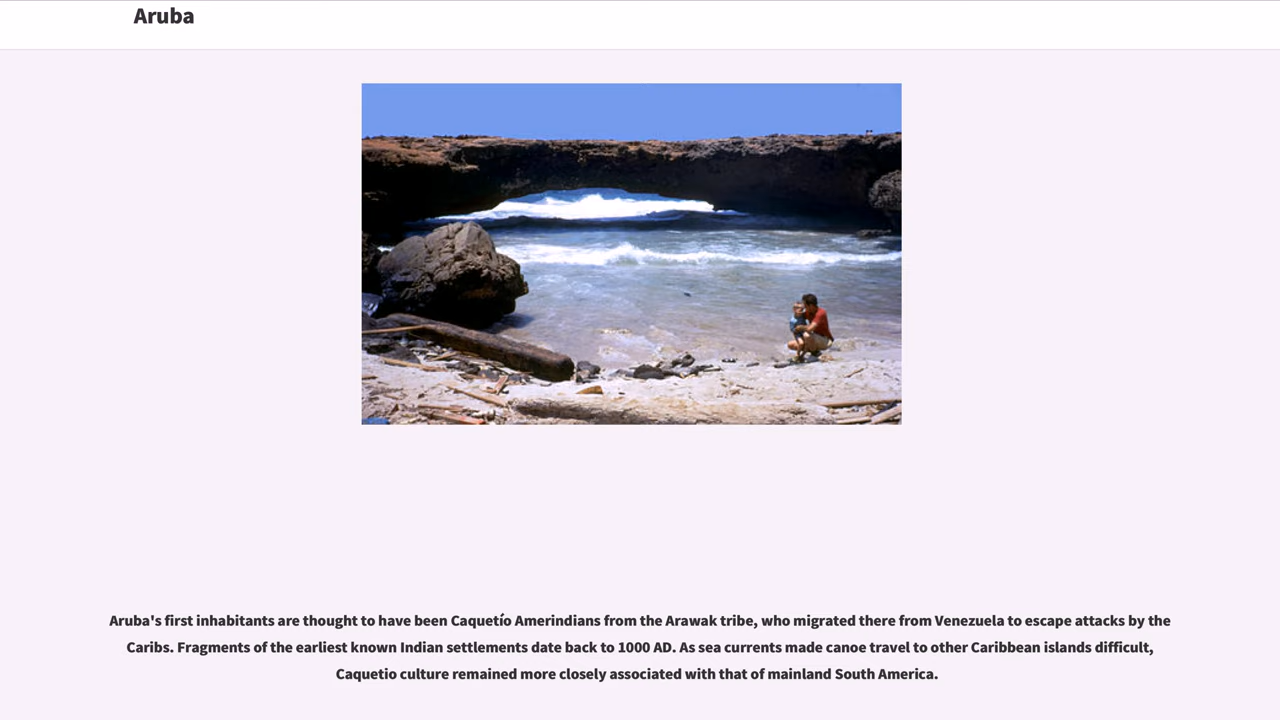 Aruba
Aruba's first inhabitants are thought to have been Caquetío Amerindians from the Arawak tribe, who migrated there from Venezuela to escape attacks by the
Caribs. Fragments of the earliest known Indian settlements date back to 1000 AD. As sea currents made canoe travel to other Caribbean islands difficult,
Caquetio culture remained more closely associated with that of mainland South America.